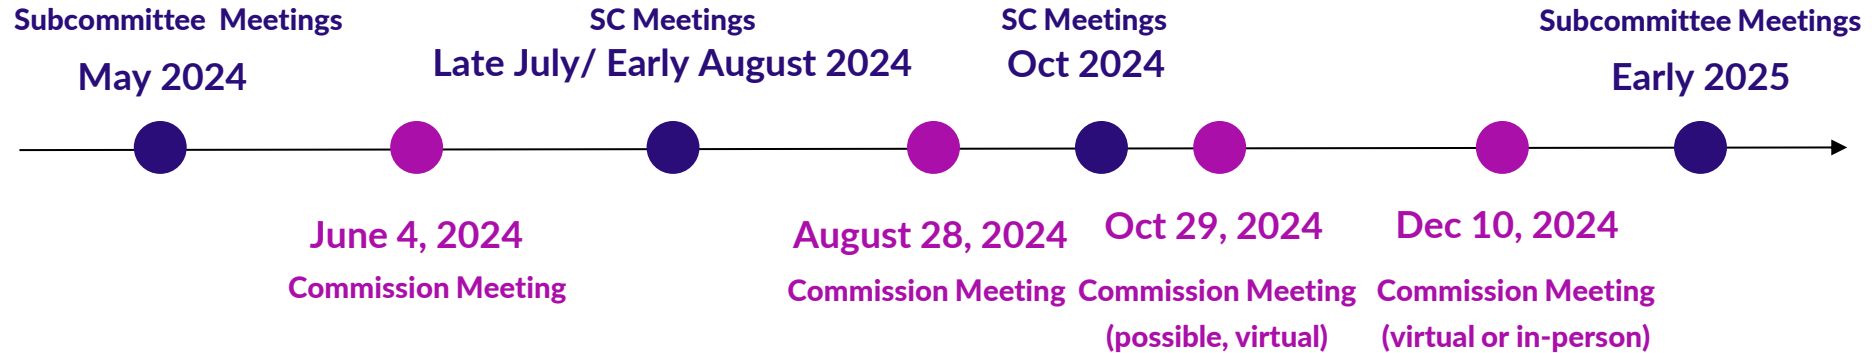 Subcommittee Meetings
May 2024
SC Meetings
Late July/ Early August 2024
SC Meetings
Oct 2024
Subcommittee Meetings
Early 2025
June 4, 2024
Commission Meeting
August 28, 2024
Commission Meeting
Oct 29, 2024
Commission Meeting
(possible, virtual)
Dec 10, 2024
Commission Meeting
(virtual or in-person)